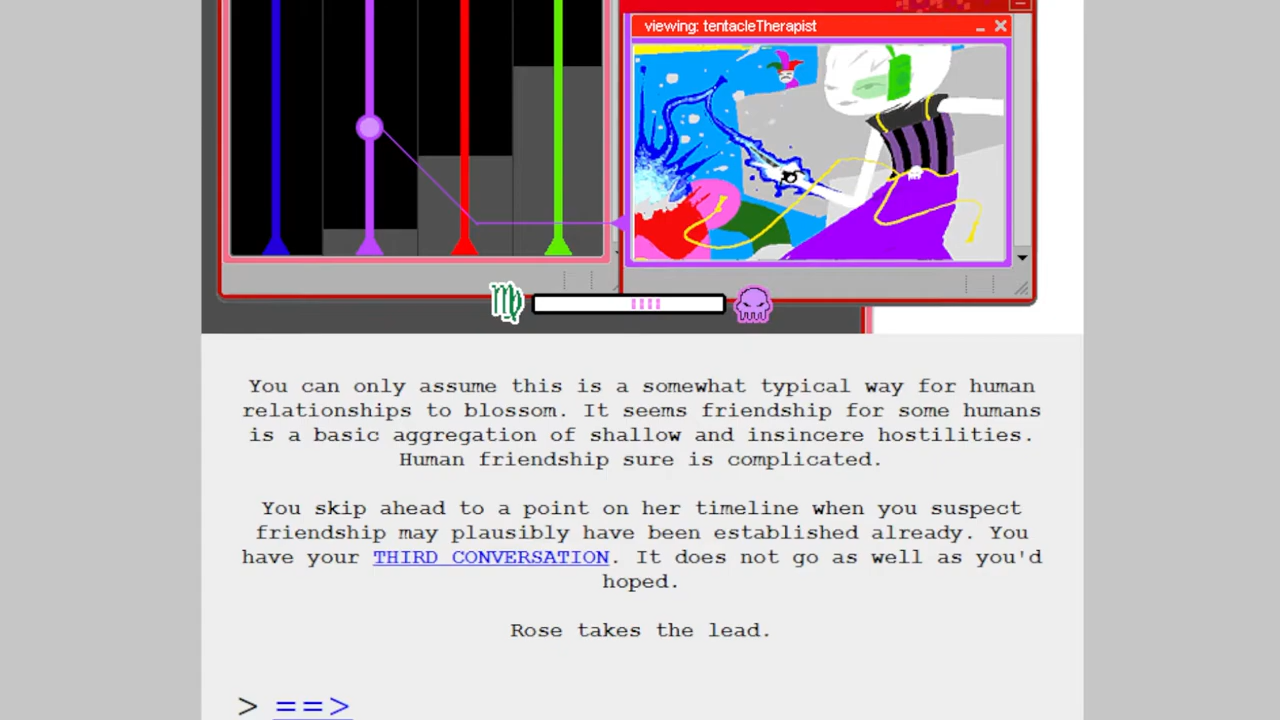 viewing: tentacleTherapist
You can only assume this is a somewhat typical way for human
relationships to blossom. It seems friendship for some humans
is a basic aggregation of shallow and insincere hostilities.
Human friendship sure is complicated.
You skip ahead to a point on her timeline when you suspect
friendship may plausibly have been established already. You
have your THIRD CONVERSATION. It does not go as well as you'd
hoped.
Rose takes the lead.
> ==>